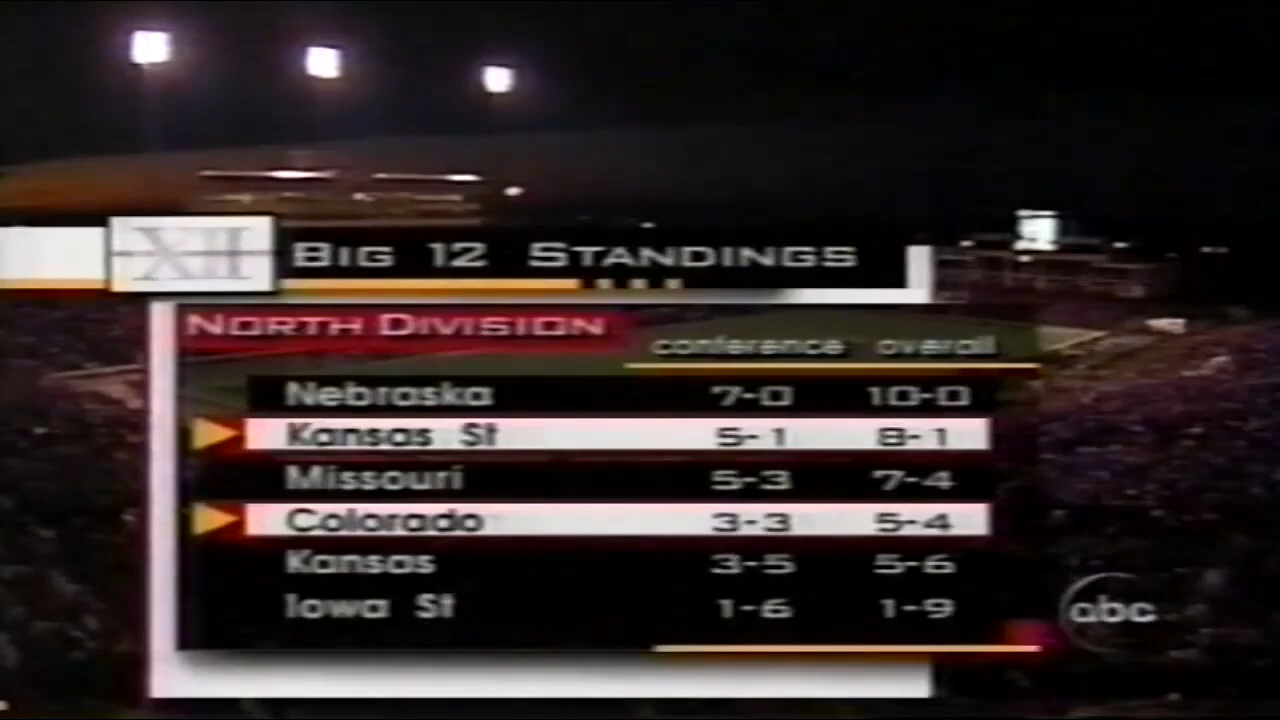 XII BIG 12 STANDINGS
NORTH DIVISION
conference overall
Nebraska 7-0 10-0
Kansas St 5-1 8-1
Missouri 5-3 7-4
Colorado 3-3 5-4
Kansas 3-5 5-6
Iowa St 1-6 1-9
abc